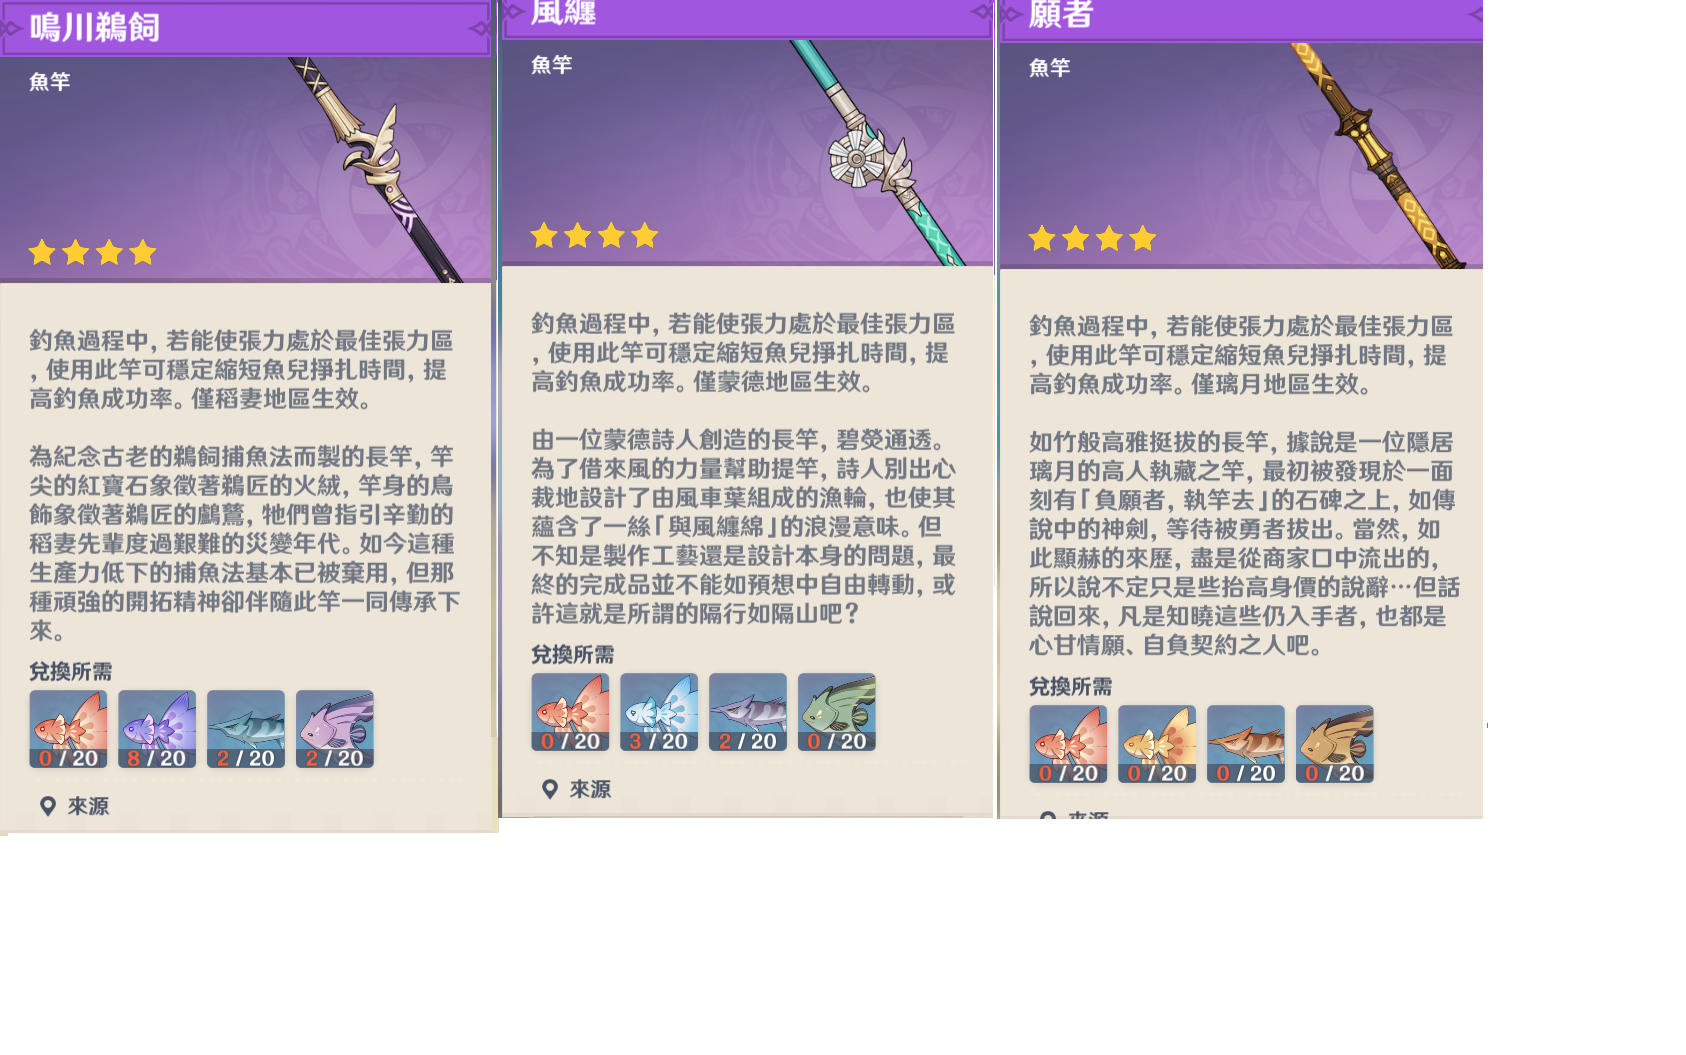 鳴川鵜飼
魚竿
釣魚過程中，若能使張力處於最佳張力區
，使用此竿可穩定縮短魚兒掙扎時間，提
高釣魚成功率。僅稻妻地區生效。
為紀念古老的鵜飼捕魚法而製的長竿，竿
尖的紅寶石象徵著鵜匠的火絨，竿身的鳥
飾象徵著鵜匠的鸕鶿，牠們曾指引辛勤的
稻妻先輩度過艱難的災變年代。如今這種
生產力低下的捕魚法基本已被棄用，但那
種頑強的開拓精神卻伴隨此竿一同傳承下
來。
兌換所需
0 / 20
8 / 20
2 / 20
2 / 20
來源
風纏
魚竿
釣魚過程中，若能使張力處於最佳張力區
，使用此竿可穩定縮短魚兒掙扎時間，提
高釣魚成功率。僅蒙德地區生效。
由一位蒙德詩人創造的長竿，碧熒通透。
為了借來風的力量幫助提竿，詩人別出心
裁地設計了由風車葉組成的漁輪，也使其
蘊含了一絲「與風纏綿」的浪漫意味。但
不知是製作工藝還是設計本身的問題，最
終的完成品並不能如預想中自由轉動，或
許這就是所謂的隔行如隔山吧？
兌換所需
0 / 20
3 / 20
2 / 20
0 / 20
來源
願者
魚竿
釣魚過程中，若能使張力處於最佳張力區
，使用此竿可穩定縮短魚兒掙扎時間，提
高釣魚成功率。僅璃月地區生效。
如竹般高雅挺拔的長竿，據說是一位隱居
璃月的高人執藏之竿，最初被發現於一面
刻有「負願者，執竿去」的石碑之上，如傳
說中的神劍，等待被勇者拔出。當然，如
此顯赫的來歷，盡是從商家口中流出的，
所以說不定只是些抬高身價的說辭…但話
說回來，凡是知曉這些仍入手者，也都是
心甘情願、自負契約之人吧。
兌換所需
0 / 20
0 / 20
0 / 20
0 / 20
來源